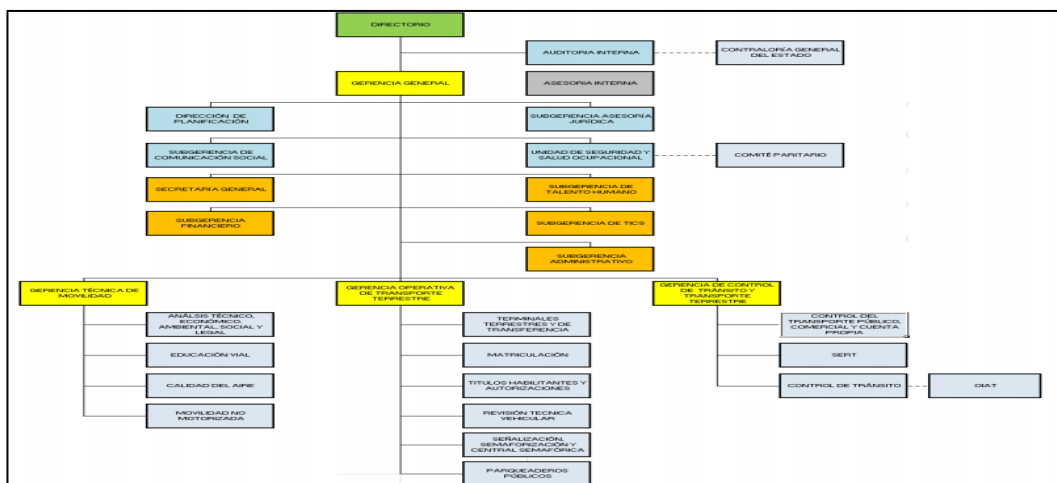 DIRECTORIO
AUDITORIA INTERNA
CONTRALORÍA GENERAL
DEL ESTADO
GERENCIA GENERAL
ASESORIA INTERNA
DIRECCIÓN DE
PLANIFICACIÓN
SUBGERENCIA ASESORÍA
JURÍDICA
SUBGERENCIA DE
COMUNICACIÓN SOCIAL
UNIDAD DE SEGURIDAD Y
SALUD OCUPACIONAL
COMITÉ PARITARIO
SECRETARÍA GENERAL
SUBGERENCIA DE
TALENTO HUMANO
SUBGERENCIA
FINANCIERO
SUBGERENCIA DE TICS
SUBGERENCIA
ADMINISTRATIVO
GERENCIA TÉCNICA DE
MOVILIDAD
GERENCIA OPERATIVA
DE TRANSPORTE
TERRESTRE
GERENCIA DE CONTROL
DE TRÁNSITO Y
TRANSPORTE
TERRESTRE
ANÁLSIS TÉCNICO,
ECONÓMICO,
AMBIENTAL, SOCIAL Y
LEGAL
TERMINALES
TERRESTRES Y DE
TRANSFERENCIA
CONTROL DEL
TRANSPORTE PÚBLICO,
COMERCIAL Y CUENTA
PROPIA
EDUCACIÓN VIAL
MATRICULACIÓN
SERT
CALIDAD DEL AIRE
TITULOS HABILITANTES Y
AUTORIZACIONES
CONTROL DE TRÁNSITO
OIAT
MOVILIDAD NO
MOTORIZADA
REVISIÓN TECNICA
VEHICULAR
SEÑALIZACIÓN,
SEMAFORIZACIÓN Y
CENTRAL SEMAFÓRICA
PARQUEADEROS
PÚBLICOS